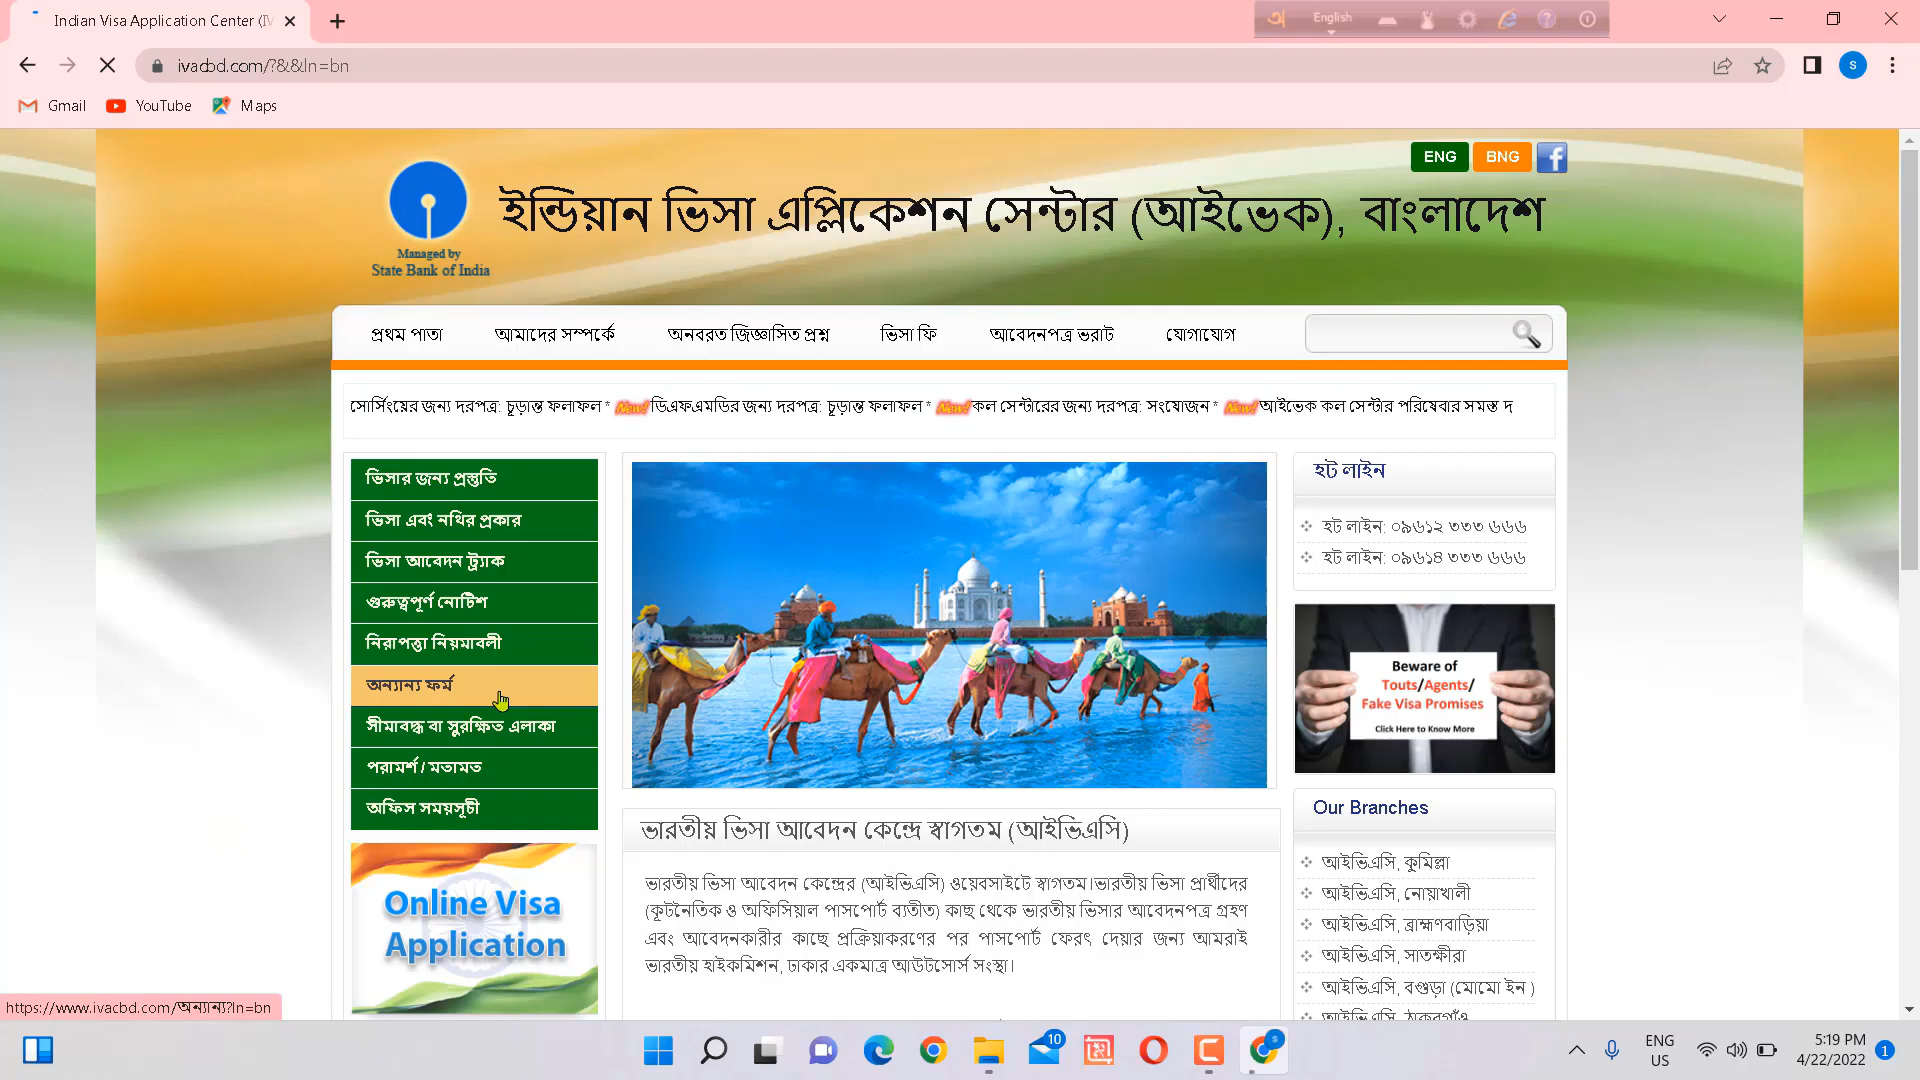 Indian Visa Application Center (IV
English
ivacbd.com/?&&ln=bn
S
Gmail
YouTube
Maps
ENG
BNG
ইন্ডিয়ান ভিসা এপ্লিকেশন সেন্টার (আইভেক), বাংলাদেশ
Managed by
State Bank of India
প্রথম পাতা
আমাদের সম্পর্কে
অনবরত জিজ্ঞাসিত প্রশ্ন
ভিসা ফি
আবেদনপত্র ভরাট
যোগাযোগ
সোর্সিংয়ের জন্য দরপত্র: চূড়ান্ত ফলাফল * New! ডিএফএমডির জন্য দরপত্র: চূড়ান্ত ফলাফল * New! কল সেন্টারের জন্য দরপত্র: সংযোজন * New! আইভেক কল সেন্টার পরিষেবার সমস্ত দ
ভিসার জন্য প্রস্তুতি
ভিসা এবং নথির প্রকার
ভিসা আবেদন ট্র্যাক
গুরুত্বপূর্ণ নোটিশ
নিরাপত্তা নিয়মাবলী
অন্যান্য ফর্ম
সীমাবদ্ধ বা সুরক্ষিত এলাকা
পরামর্শ / মতামত
অফিস সময়সূচী
Online Visa
Application
ভারতীয় ভিসা আবেদন কেন্দ্রে স্বাগতম (আইভিএসি)
ভারতীয় ভিসা আবেদন কেন্দ্রের (আইভিএসি) ওয়েবসাইটে স্বাগতম।ভারতীয় ভিসা প্রার্থীদের
(কূটনৈতিক ও অফিসিয়াল পাসপোর্ট ব্যতীত) কাছ থেকে ভারতীয় ভিসার আবেদনপত্র গ্রহণ
এবং আবেদনকারীর কাছে প্রক্রিয়াকরণের পর পাসপোর্ট ফেরৎ দেয়ার জন্য আমরাই
ভারতীয় হাইকমিশন, ঢাকার একমাত্র আউটসোর্স সংস্থা।
হট লাইন
হট লাইন: ০৯৬১২ ৩৩৩ ৬৬৬
হট লাইন: ০৯৬১৪ ৩৩৩ ৬৬৬
Beware of
Touts/Agents/
Fake Visa Promises
Click Here to Know More
Our Branches
আইভিএসি, কুমিল্লা
আইভিএসি, নোয়াখালী
আইভিএসি, ব্রাহ্মণবাড়িয়া
আইভিএসি, সাতক্ষীরা
আইভিএসি, বগুড়া (মোমো ইন )
আইভিএসি, ঠাকুরগাঁও
https://www.ivacbd.com/অন্যান্য?ln=bn
10
ENG
US
5:19 PM
4/22/2022
1